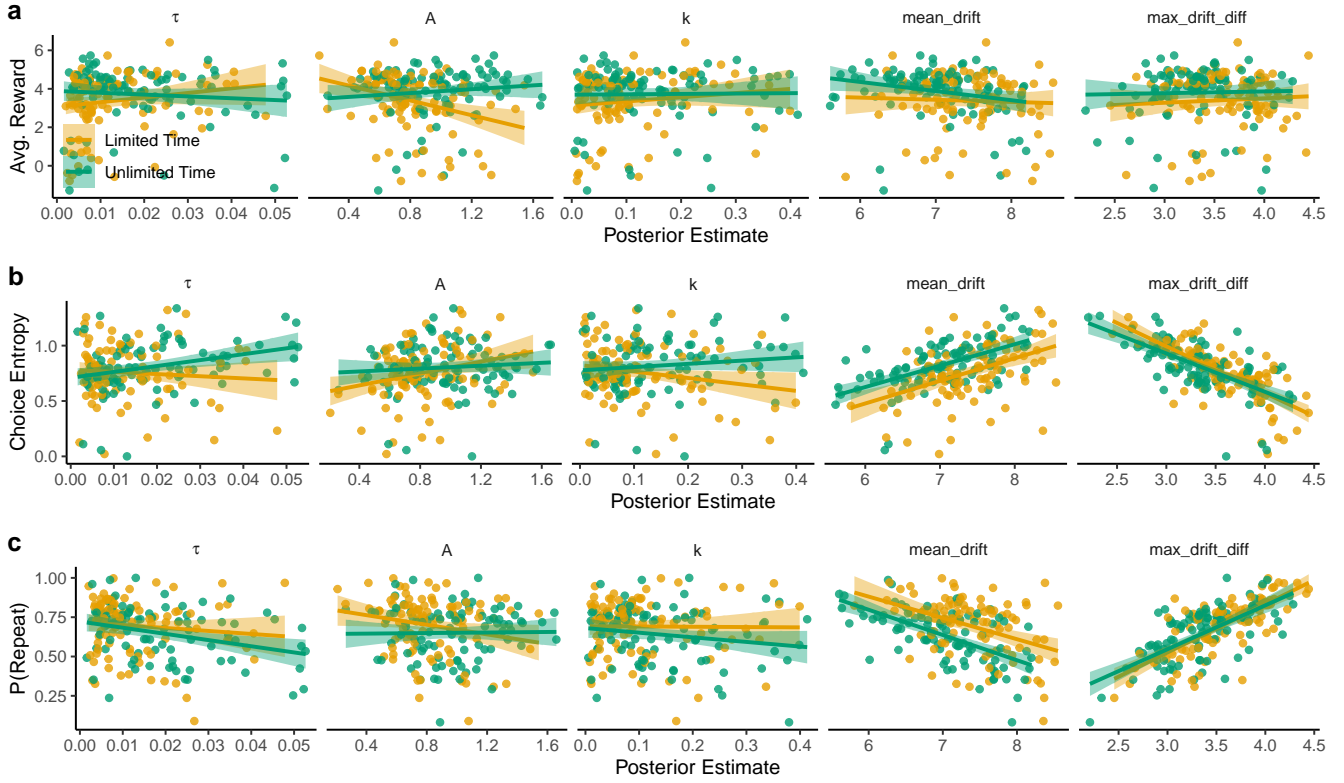 a
τ A k mean_drift max_drift_diff
Avg. Reward
6
4
2
0
Limited Time
Unlimited Time
0.00 0.01 0.02 0.03 0.04 0.05 0.4 0.8 1.2 1.6 0.0 0.1 0.2 0.3 0.4 6 7 8 2.5 3.0 3.5 4.0 4.5
Posterior Estimate
b
τ A k mean_drift max_drift_diff
Choice Entropy
1.0
0.5
0.0
0.00 0.01 0.02 0.03 0.04 0.05 0.4 0.8 1.2 1.6 0.0 0.1 0.2 0.3 0.4 6 7 8 2.5 3.0 3.5 4.0 4.5
Posterior Estimate
c
τ A k mean_drift max_drift_diff
P(Repeat)
1.00
0.75
0.50
0.25
0.00 0.01 0.02 0.03 0.04 0.05 0.4 0.8 1.2 1.6 0.0 0.1 0.2 0.3 0.4 6 7 8 2.5 3.0 3.5 4.0 4.5
Posterior Estimate